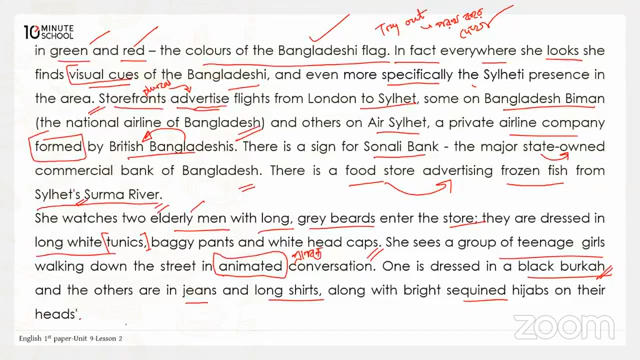 10 MINUTE
SCHOOL
Try out
in green and red – the colours of the Bangladeshi flag. In fact everywhere she looks she
finds visual cues of the Bangladeshi, and even more specifically the Sylheti presence in
plural
the area. Storefronts advertise flights from London to Sylhet, some on Bangladesh Biman
(the national airline of Bangladesh) and others on Air Sylhet, a private airline company
formed by British Bangladeshis. There is a sign for Sonali Bank - the major state-owned
commercial bank of Bangladesh. There is a food store advertising frozen fish from
Sylhet's Surma River.
She watches two elderly men with long, grey beards enter the store; they are dressed in
long white tunics, baggy pants and white head caps. She sees a group of teenage girls
walking down the street in animated conversation. One is dressed in a black burkah
and the others are in jeans and long shirts, along with bright sequined hijabs on their
heads'.
English 1st paper-Unit 9-Lesson 2
zoom